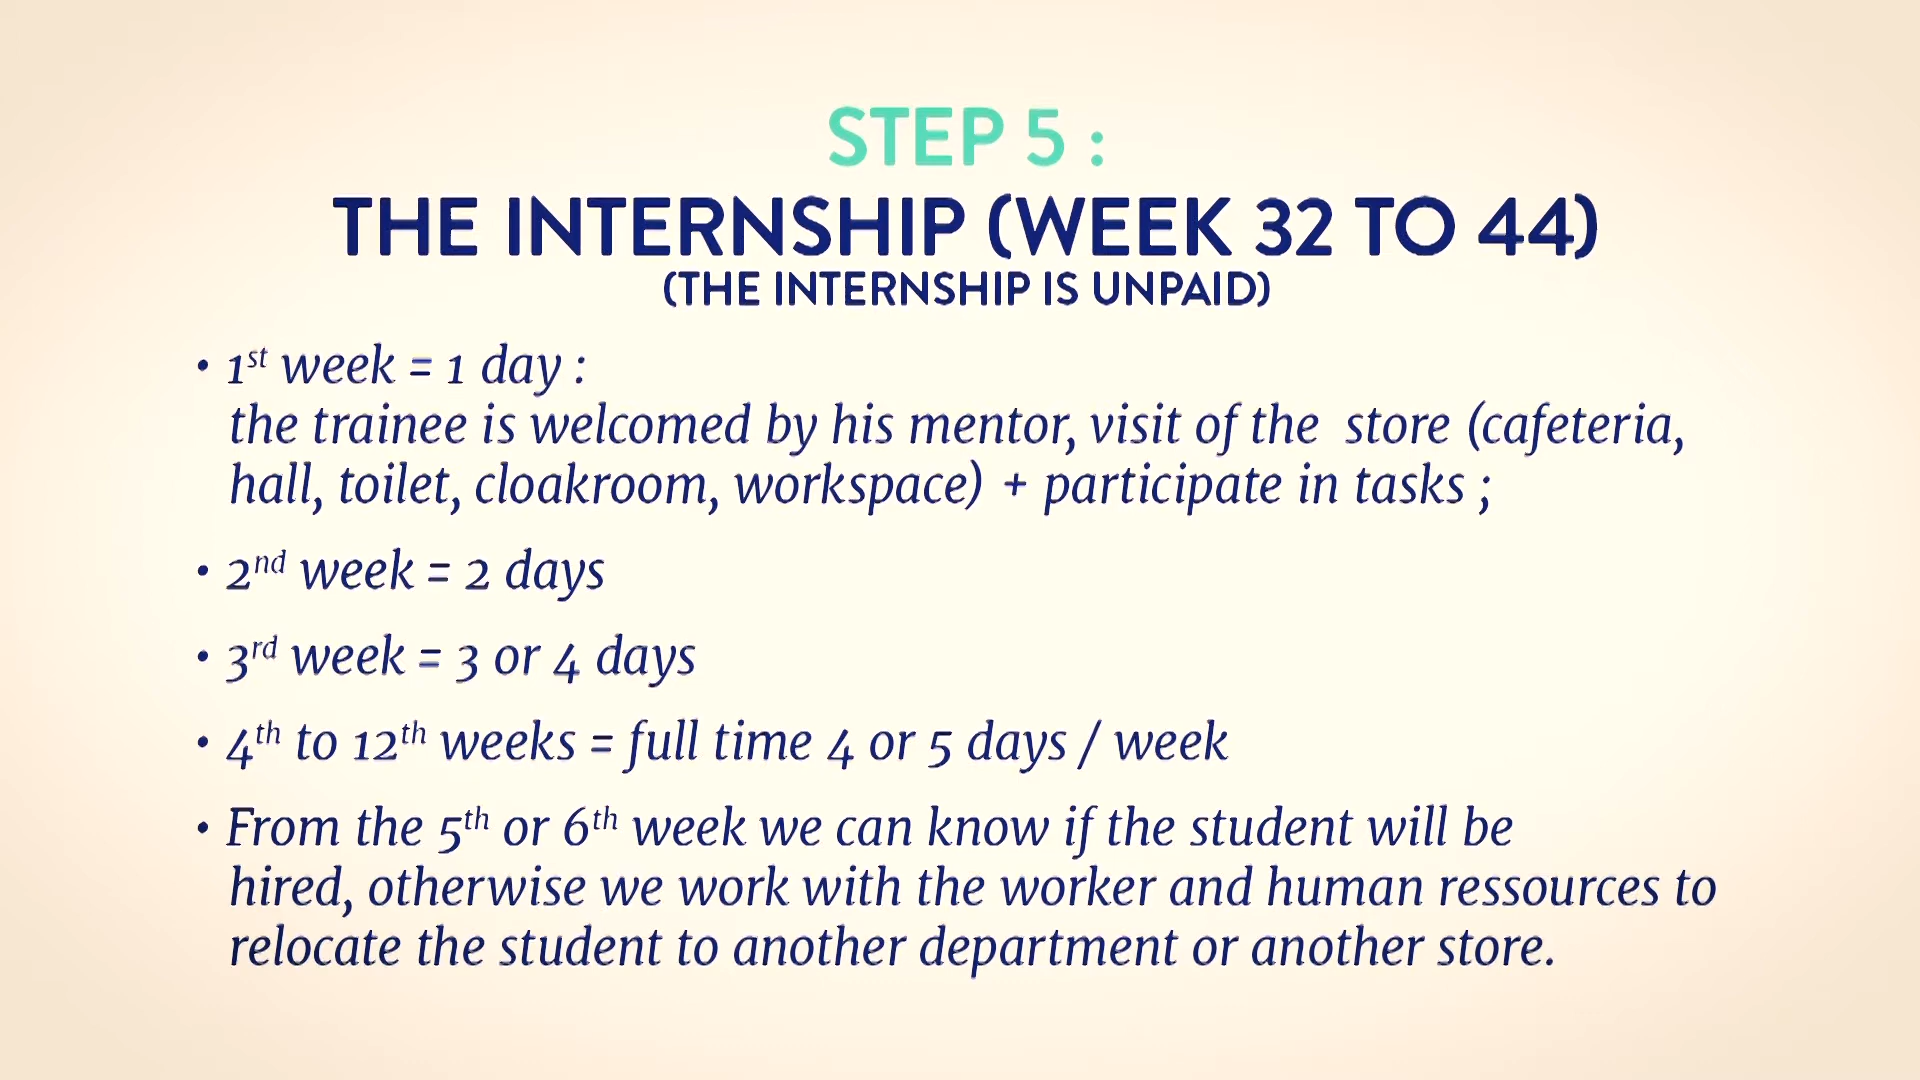 STEP 5 :
THE INTERNSHIP (WEEK 32 TO 44)
(THE INTERNSHIP IS UNPAID)
• 1st week = 1 day :
the trainee is welcomed by his mentor, visit of the store (cafeteria,
hall, toilet, cloakroom, workspace) + participate in tasks ;
• 2nd week = 2 days
• 3rd week = 3 or 4 days
• 4th to 12th weeks = full time 4 or 5 days / week
• From the 5th or 6th week we can know if the student will be
hired, otherwise we work with the worker and human ressources to
relocate the student to another department or another store.